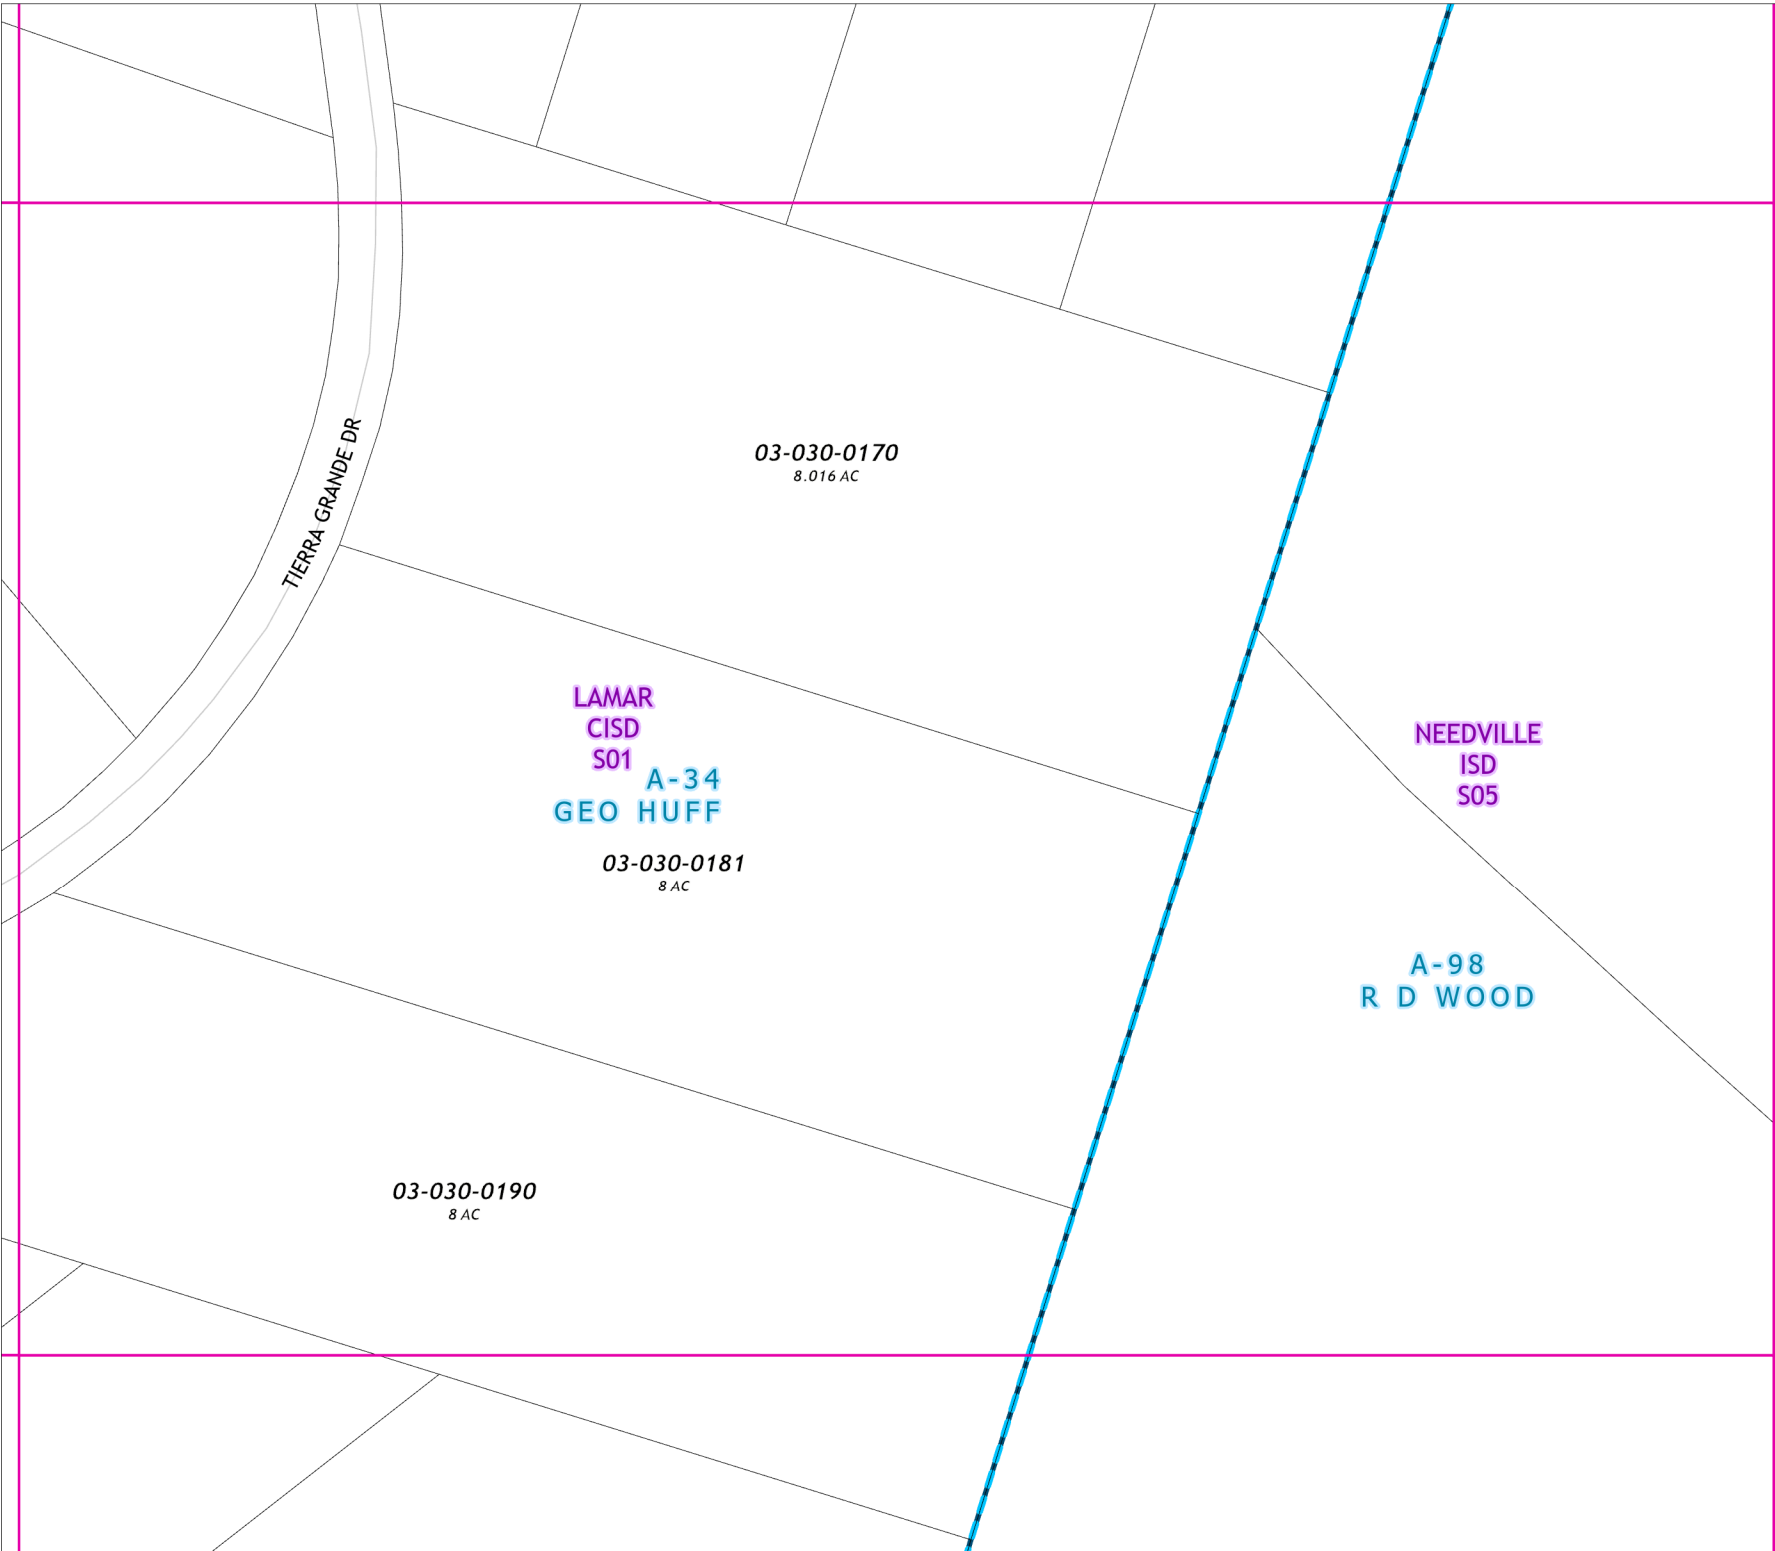 03-030-0170
8.016 AC
TIERRA GRANDE DR
LAMAR
CISD
S01
A-34
GEO HUFF
03-030-0181
8 AC
NEEDVILLE
ISD
S05
A-98
R D WOOD
03-030-0190
8 AC